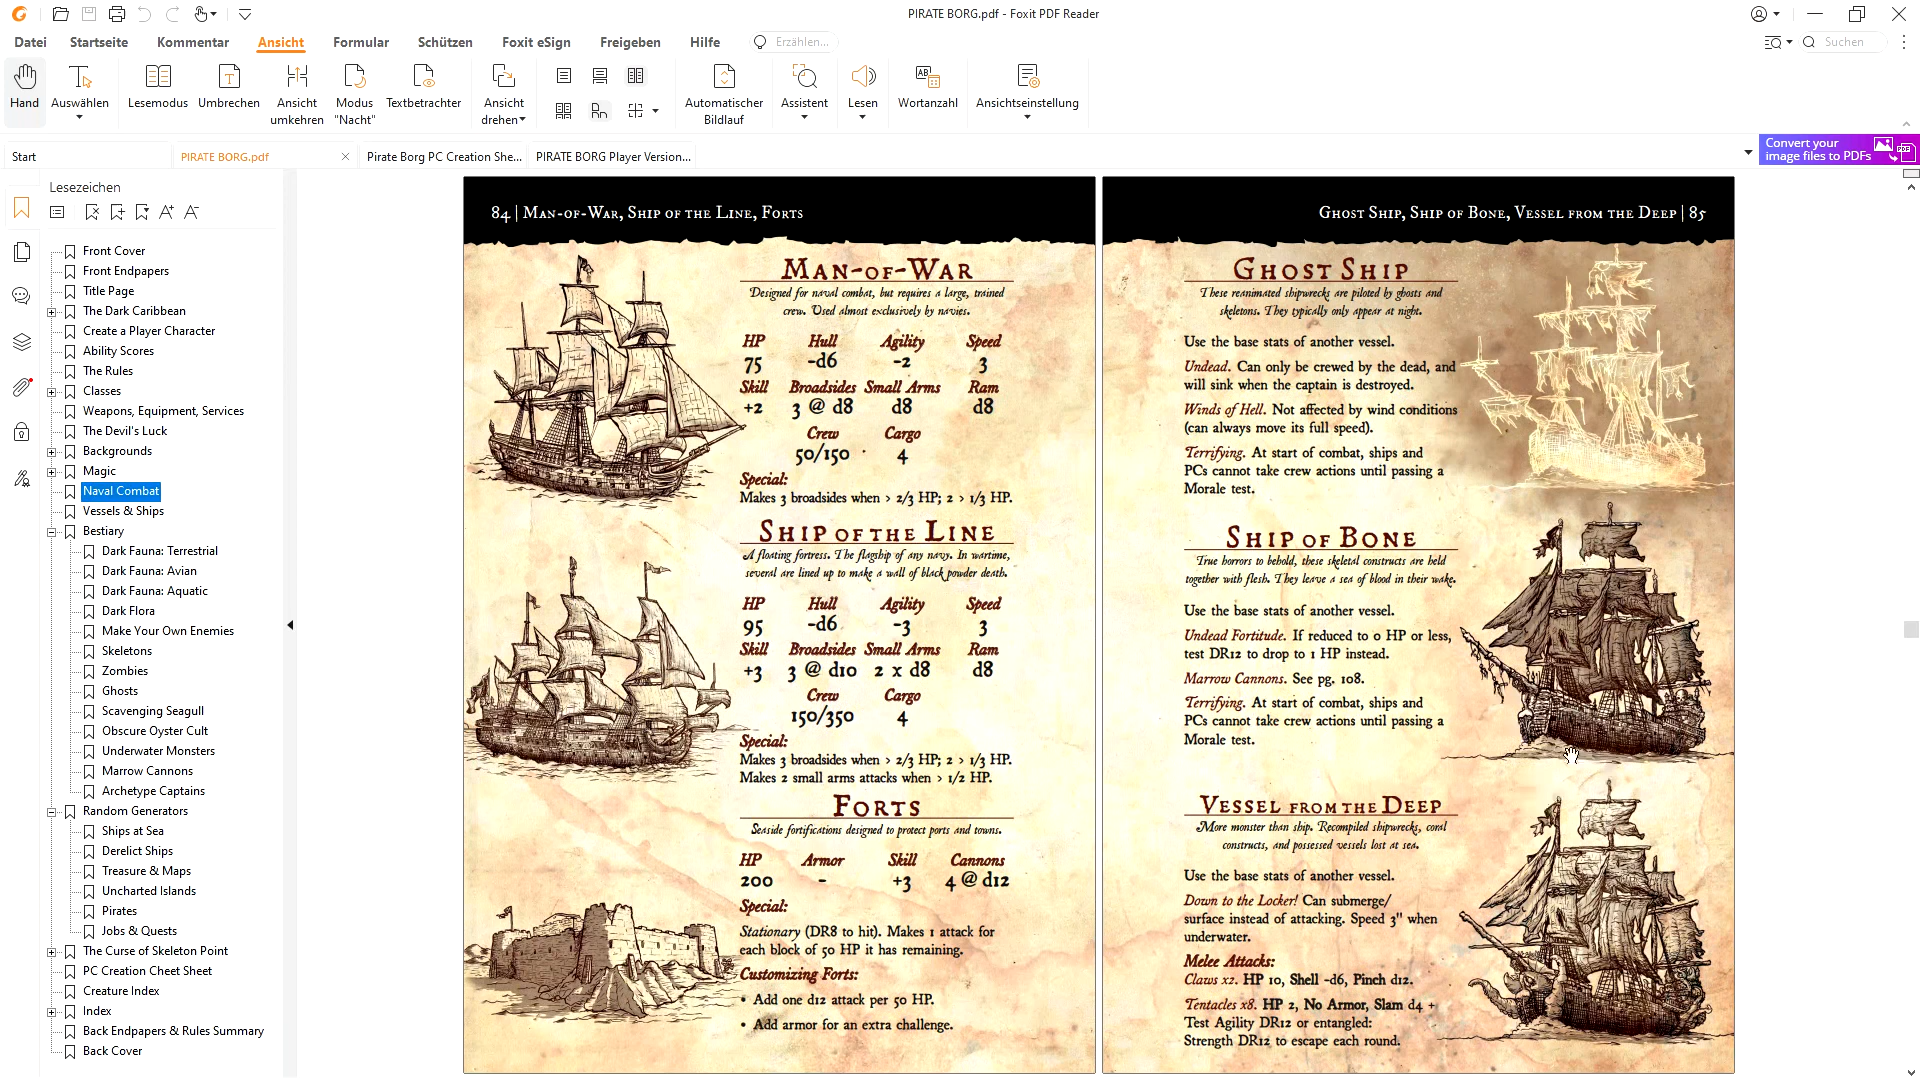 PIRATE BORG.pdf - Foxit PDF Reader
Datei Startseite Kommentar Ansicht Formular Schützen Foxit eSign Freigeben Hilfe Erzählen... Suchen
Hand Auswählen Lesemodus Umbrechen Ansicht umkehren Modus "Nacht" Textbetrachter Ansicht drehen Automatischer Bildlauf Assistent Lesen Wortanzahl Ansichtseinstellung
Start PIRATE BORG.pdf Pirate Borg PC Creation She... PIRATE BORG Player Version...
Convert your
image files to PDFs
Lesezeichen
Front Cover
Front Endpapers
Title Page
The Dark Caribbean
Create a Player Character
Ability Scores
The Rules
Classes
Weapons, Equipment, Services
The Devil's Luck
Backgrounds
Magic
Naval Combat
Vessels & Ships
Bestiary
Dark Fauna: Terrestrial
Dark Fauna: Avian
Dark Fauna: Aquatic
Dark Flora
Make Your Own Enemies
Skeletons
Zombies
Ghosts
Scavenging Seagull
Obscure Oyster Cult
Underwater Monsters
Marrow Cannons
Archetype Captains
Random Generators
Ships at Sea
Derelict Ships
Treasure & Maps
Uncharted Islands
Pirates
Jobs & Quests
The Curse of Skeleton Point
PC Creation Cheet Sheet
Creature Index
Index
Back Endpapers & Rules Summary
Back Cover
84 | Man-of-War, Ship of the Line, Forts
Man-of-War
Designed for naval combat, but requires a large, trained
crew. Used almost exclusively by navies.
HP Hull Agility Speed
75 -d6 -2 3
Skill Broadsides Small Arms Ram
+2 3 @ d8 d8 d8
Crew Cargo
50/150 4
Special:
Makes 3 broadsides when > 2/3 HP; 2 > 1/3 HP.
Ship of the Line
A floating fortress. The flagship of any navy. In wartime,
several are lined up to make a wall of black powder death.
HP Hull Agility Speed
95 -d6 -3 3
Skill Broadsides Small Arms Ram
+3 3 @ d10 2 x d8 d8
Crew Cargo
150/350 4
Special:
Makes 3 broadsides when > 2/3 HP; 2 > 1/3 HP.
Makes 2 small arms attacks when > 1/2 HP.
Forts
Seaside fortifications designed to protect ports and towns.
HP Armor Skill Cannons
200 - +3 4 @ d12
Special:
Stationary (DR8 to hit). Makes 1 attack for
each block of 50 HP it has remaining.
Customizing Forts:
• Add one d12 attack per 50 HP.
• Add armor for an extra challenge.
Ghost Ship, Ship of Bone, Vessel from the Deep | 85
Ghost Ship
These reanimated shipwrecks are piloted by ghosts and
skeletons. They typically only appear at night.
Use the base stats of another vessel.
Undead. Can only be crewed by the dead, and
will sink when the captain is destroyed.
Winds of Hell. Not affected by wind conditions
(can always move its full speed).
Terrifying. At start of combat, ships and
PCs cannot take crew actions until passing a
Morale test.
Ship of Bone
True horrors to behold, these skeletal constructs are held
together with flesh. They leave a sea of blood in their wake.
Use the base stats of another vessel.
Undead Fortitude. If reduced to 0 HP or less,
test DR12 to drop to 1 HP instead.
Marrow Cannons. See pg. 108.
Terrifying. At start of combat, ships and
PCs cannot take crew actions until passing a
Morale test.
Vessel from the Deep
More monster than ship. Recompiled shipwrecks, coral
constructs, and possessed vessels lost at sea.
Use the base stats of another vessel.
Down to the Locker! Can submerge/
surface instead of attacking. Speed 3" when
underwater.
Melee Attacks:
Claws x2. HP 10, Shell -d6, Pinch d12.
Tentacles x8. HP 2, No Armor, Slam d4 +
Test Agility DR12 or entangled:
Strength DR12 to escape each round.